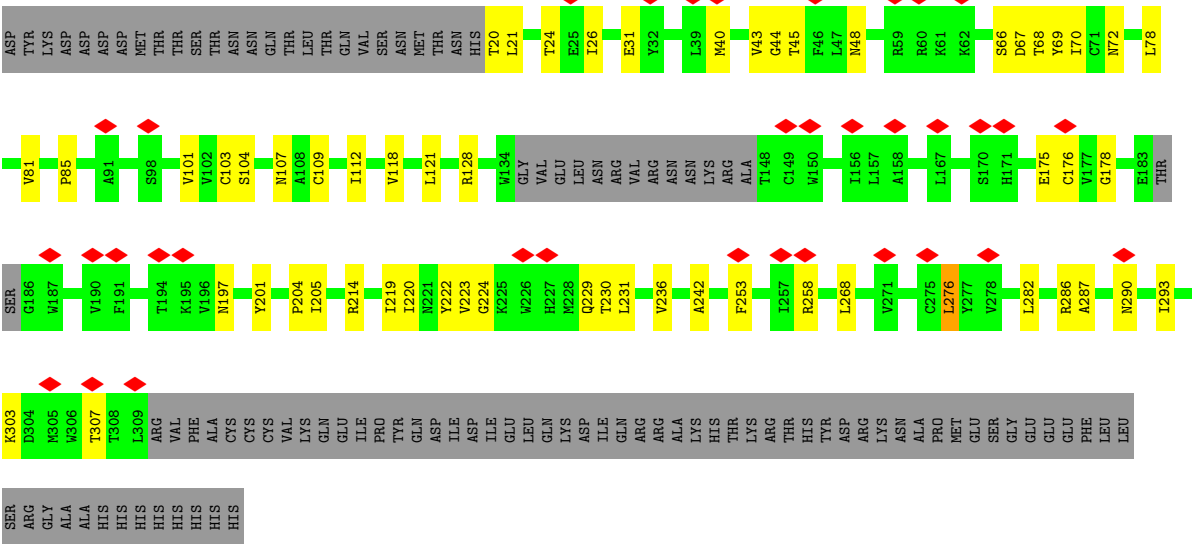 ASP TYR LYS ASP ASP ASP ASP MET THR THR SER THR ASN ASN GLN THR LEU THR GLN VAL SER ASN MET THR ASN HIS T20 L21 T24 E25 I26 E31 Y32 L39 M40 V43 G44 T45 F46 L47 N48 R59 R60 K61 K62 S66 D67 T68 Y69 I70 C71 N72 L78
V81 P85 A91 S98 V101 V102 C103 S104 N107 A108 C109 I112 V118 L121 R128 W134 GLY VAL GLU LEU ASN ARG VAL ARG ASN ASN LYS ARG ALA T148 C149 W150 I156 L157 A158 L167 S170 H171 E175 C176 V177 G178 E183 THR
SER G186 W187 V190 F191 T194 K195 V196 N197 Y201 P204 I205 R214 I219 I220 N221 Y222 V223 G224 K225 W226 H227 M228 Q229 T230 L231 V236 A242 F253 I257 R258 L268 V271 C275 L276 Y277 V278 L282 R286 A287 N290 I293
K303 D304 M305 W306 T307 T308 L309 ARG VAL PHE ALA CYS CYS CYS VAL LYS GLN GLU ILE PRO TYR GLN ASP ILE ASP ILE GLU LEU GLN LYS ASP ILE GLN ARG ARG ALA LYS HIS THR LYS ARG THR HIS TYR ASP ARG LYS ASN ALA PRO MET GLU SER GLY GLU GLU GLU PHE LEU LEU
SER ARG GLY ALA ALA HIS HIS HIS HIS HIS HIS HIS HIS